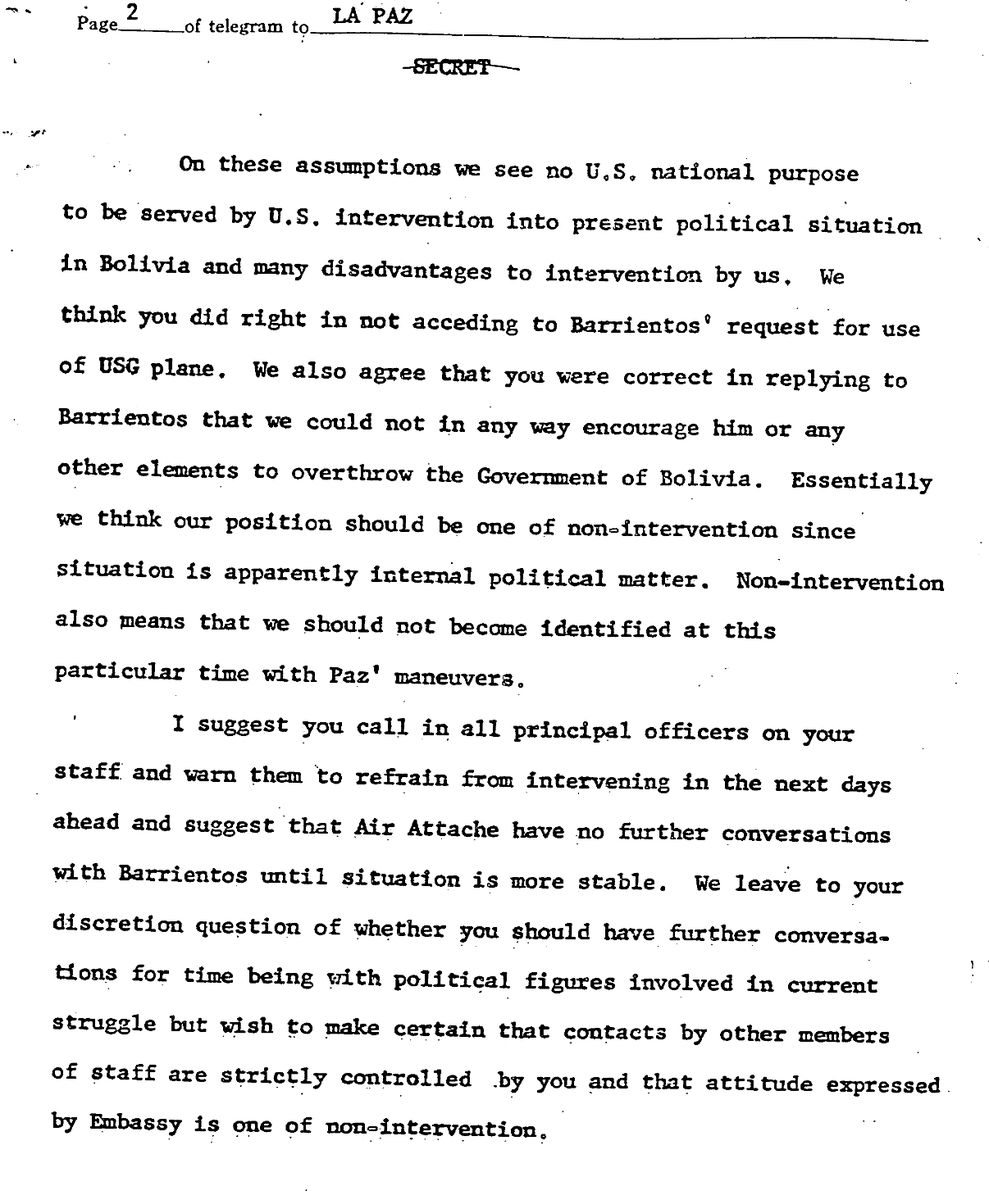 Page 2 of telegram to LA PAZ
SECRET
On these assumptions we see no U.S. national purpose
to be served by U.S. intervention into present political situation
in Bolivia and many disadvantages to intervention by us. We
think you did right in not acceding to Barrientos' request for use
of USG plane. We also agree that you were correct in replying to
Barrientos that we could not in any way encourage him or any
other elements to overthrow the Government of Bolivia. Essentially
we think our position should be one of non-intervention since
situation is apparently internal political matter. Non-intervention
also means that we should not become identified at this
particular time with Paz' maneuvers.
I suggest you call in all principal officers on your
staff and warn them to refrain from intervening in the next days
ahead and suggest that Air Attache have no further conversations
with Barrientos until situation is more stable. We leave to your
discretion question of whether you should have further conversa-
tions for time being with political figures involved in current
struggle but wish to make certain that contacts by other members
of staff are strictly controlled by you and that attitude expressed
by Embassy is one of non-intervention.